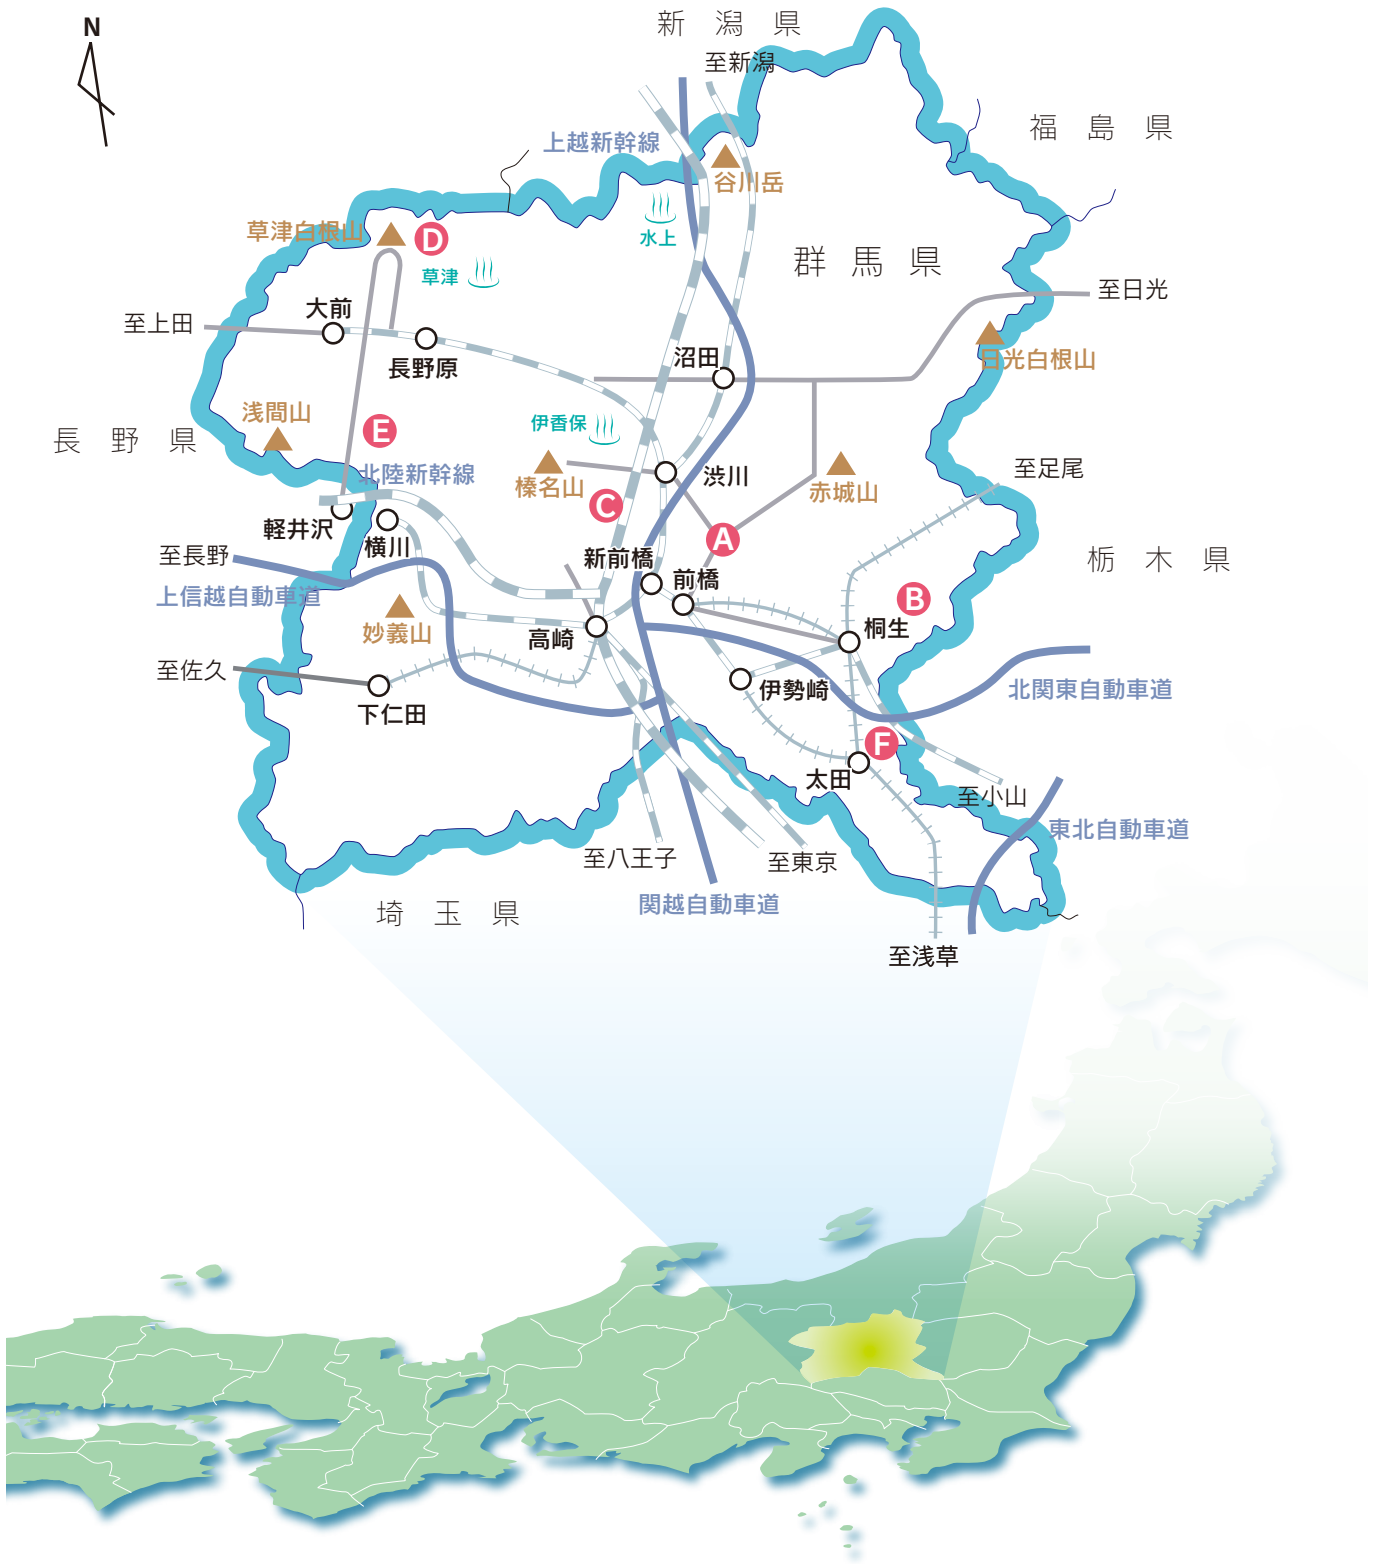 新潟県
N
至新潟
福島県
上越新幹線
谷川岳
草津白根山
D
水上
群馬県
草津
至日光
大前
至上田
長野原
沼田
日光白根山
浅間山
伊香保
E
長野県
北陸新幹線
渋川
至足尾
榛名山
赤城山
C
軽井沢
横川
A
新前橋
至長野
栃木県
前橋
上信越自動車道
B
妙義山
桐生
高崎
至佐久
伊勢崎
北関東自動車道
下仁田
F
太田
至小山
東北自動車道
至八王子
至東京
関越自動車道
埼玉県
至浅草